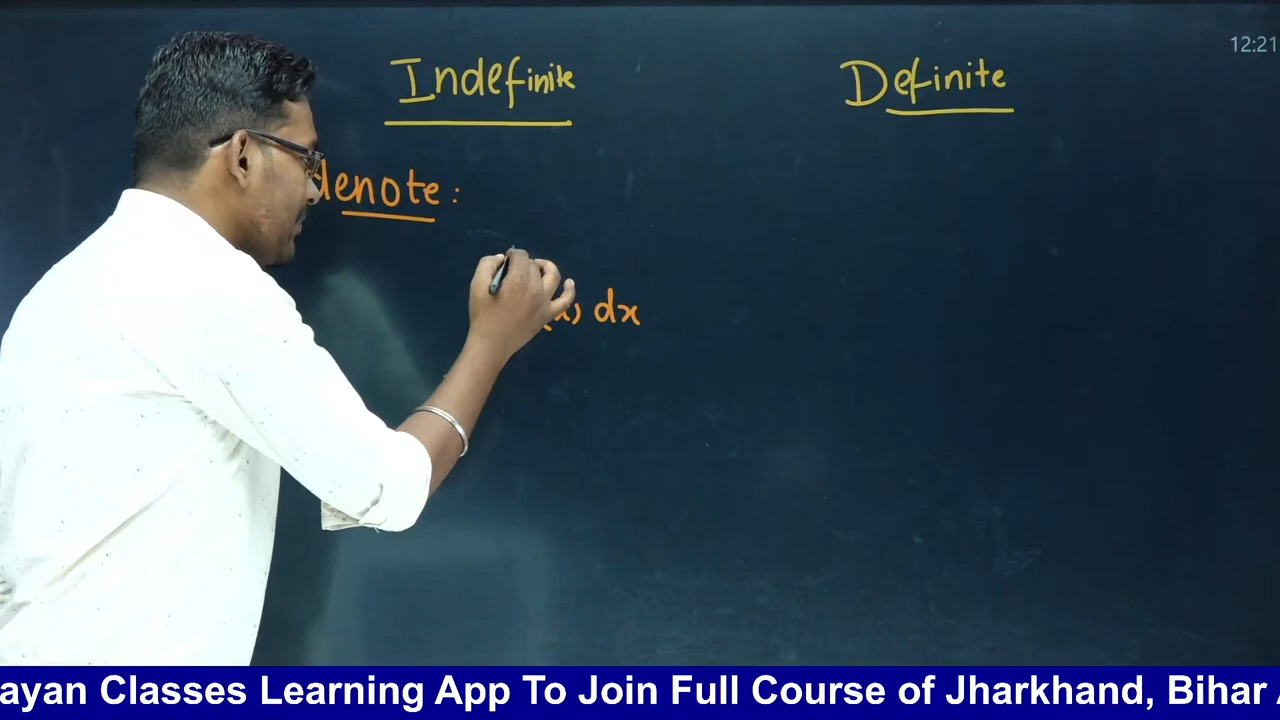 12:21
Indefinite Definite
denote:
(x) dx
ayan Classes Learning App To Join Full Course of Jharkhand, Bihar